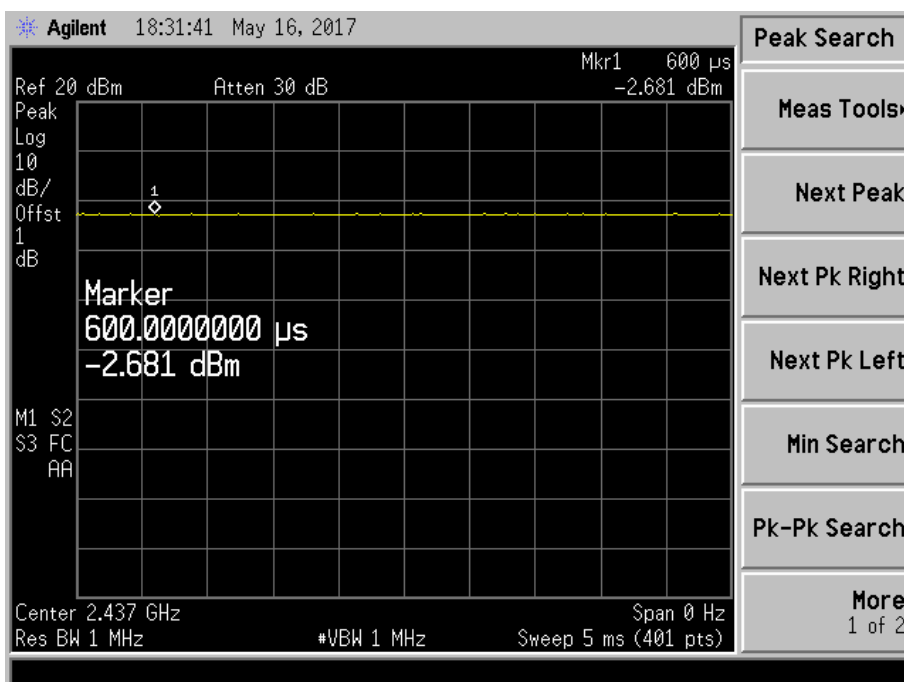 Agilent 18:31:41 May 16, 2017
Peak Search
Mkr1 600 µs
Ref 20 dBm Atten 30 dB -2.681 dBm
Peak
Log
10
dB/
Offst
1
dB
1
Marker
600.0000000 µs
-2.681 dBm
M1 S2
S3 FC
AA
Center 2.437 GHz Span 0 Hz
Res BW 1 MHz #VBW 1 MHz Sweep 5 ms (401 pts)
Meas Tools
Next Peak
Next Pk Right
Next Pk Left
Min Search
Pk-Pk Search
More
1 of 2